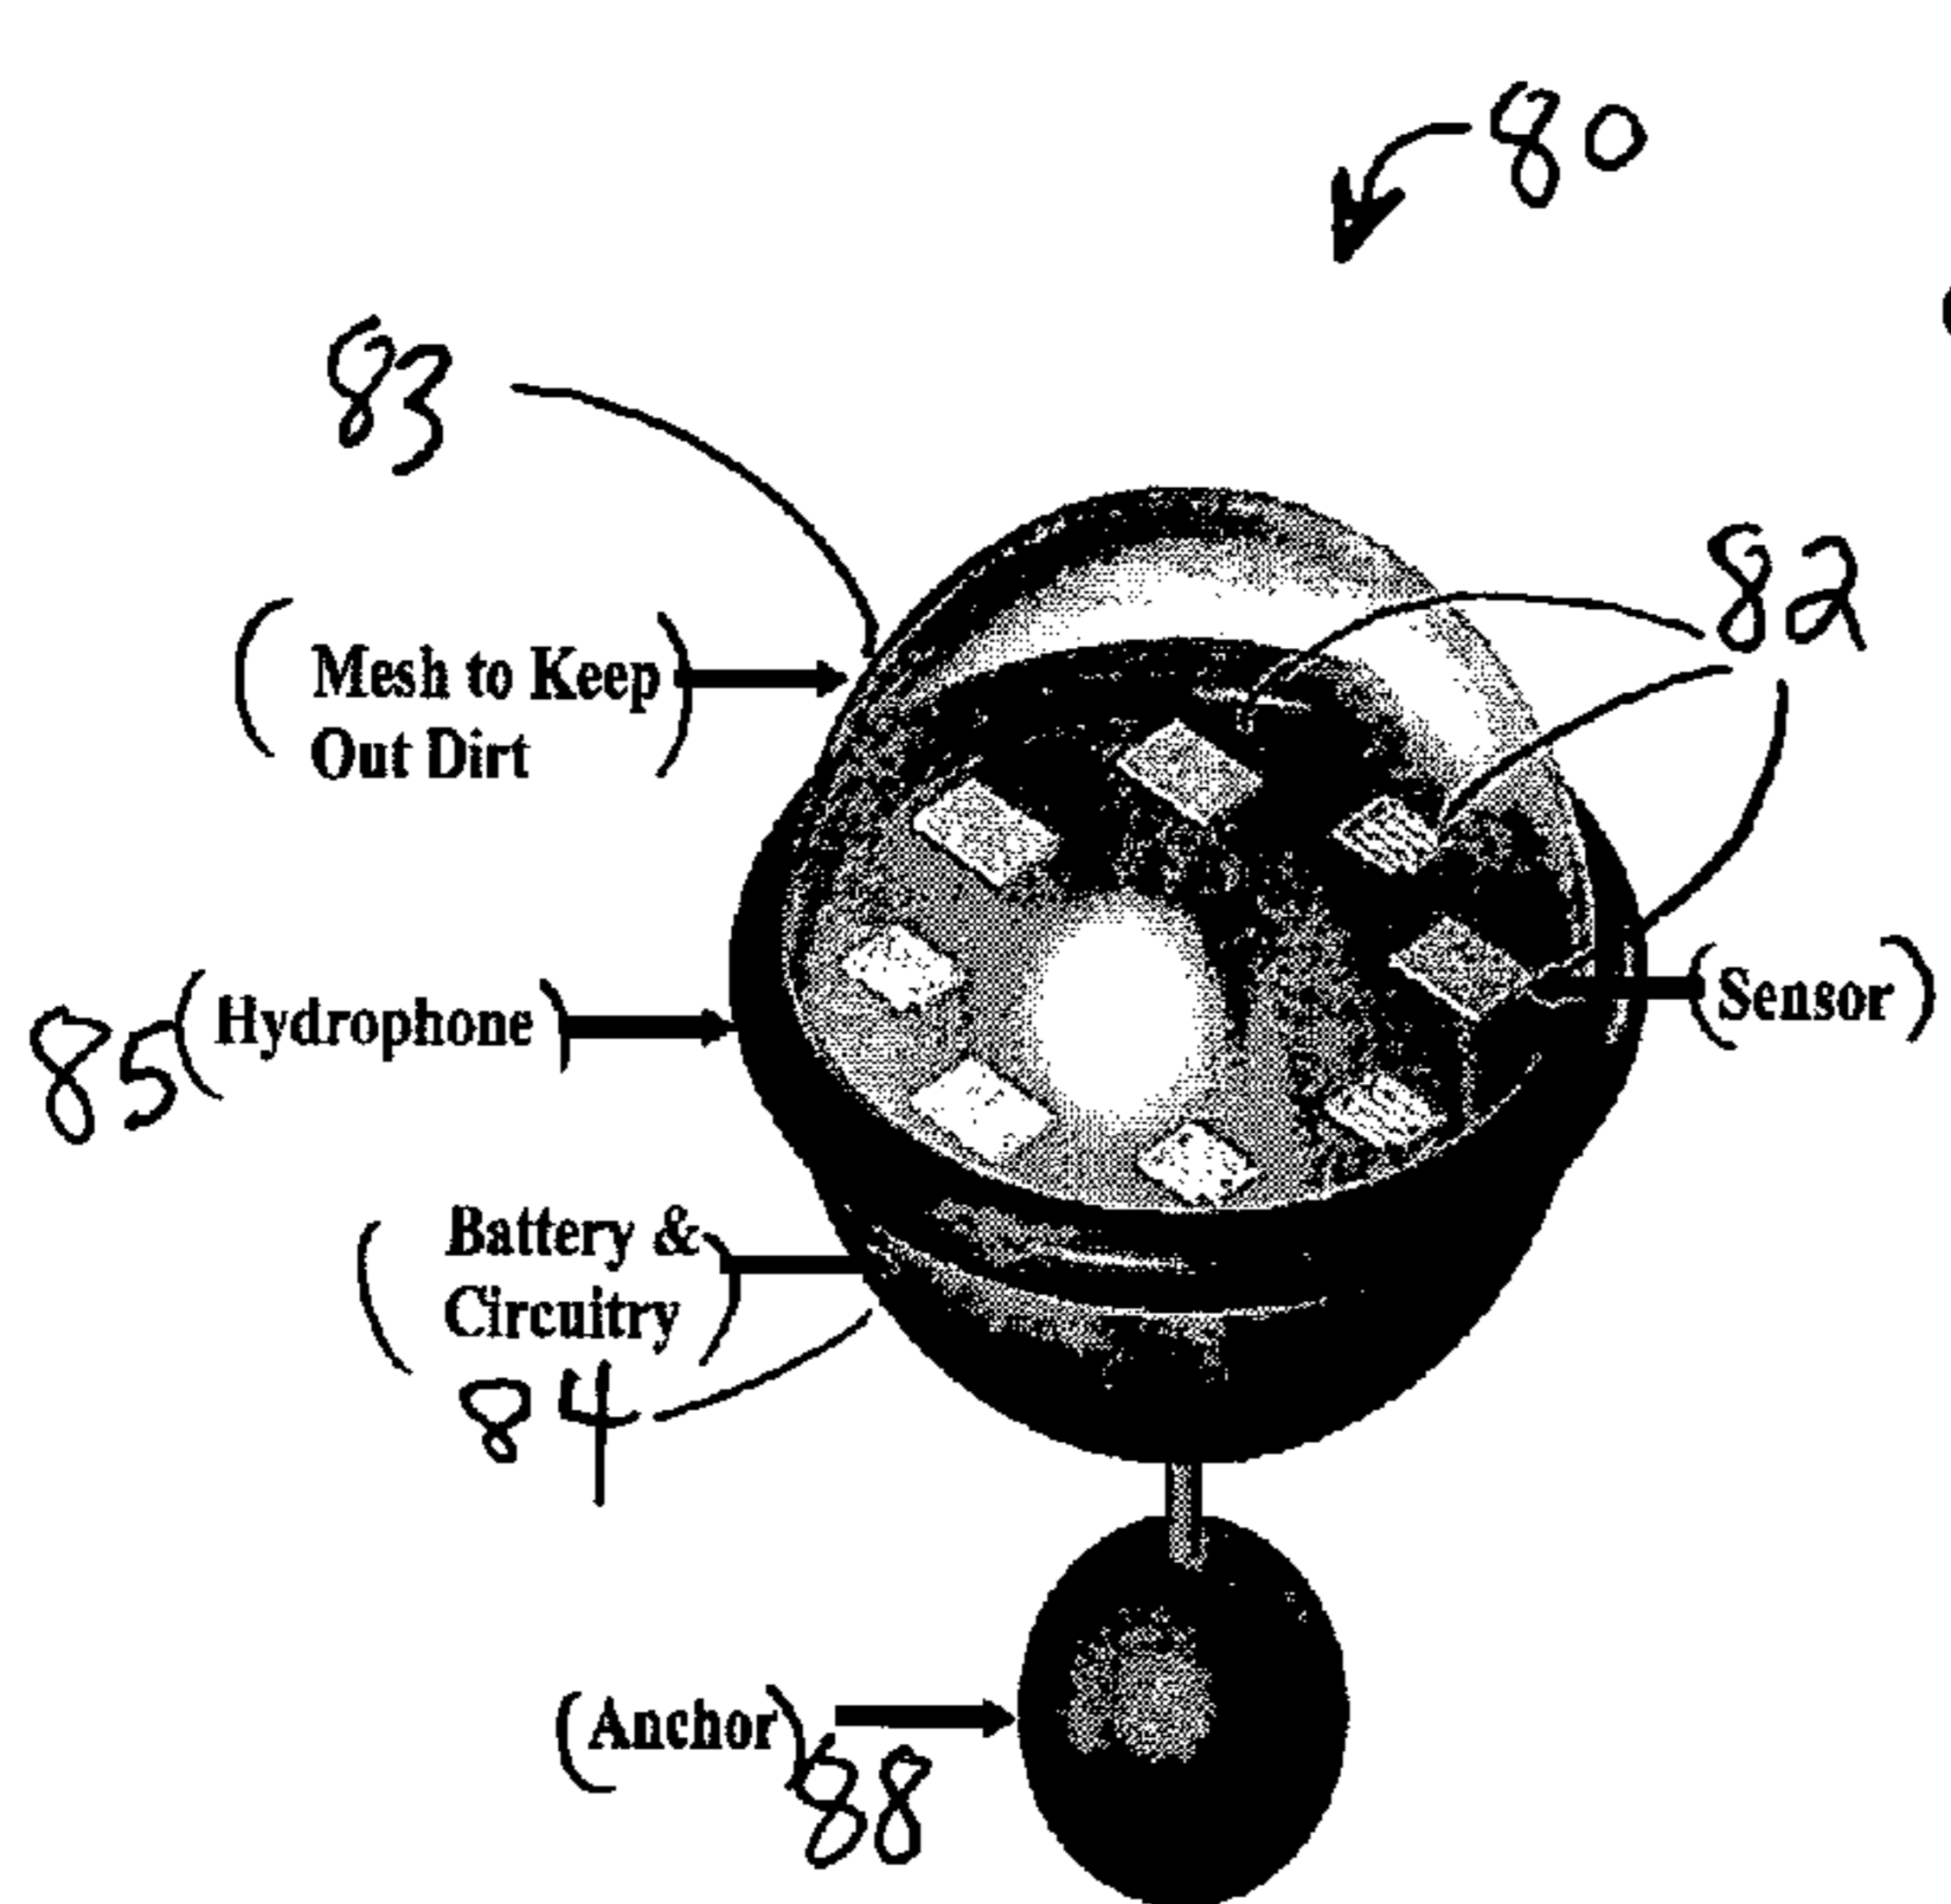 80
83
(Mesh to Keep
Out Dirt)
82
85 (Hydrophone)
(Sensor)
(Battery &
Circuitry)
84
(Anchor)
88